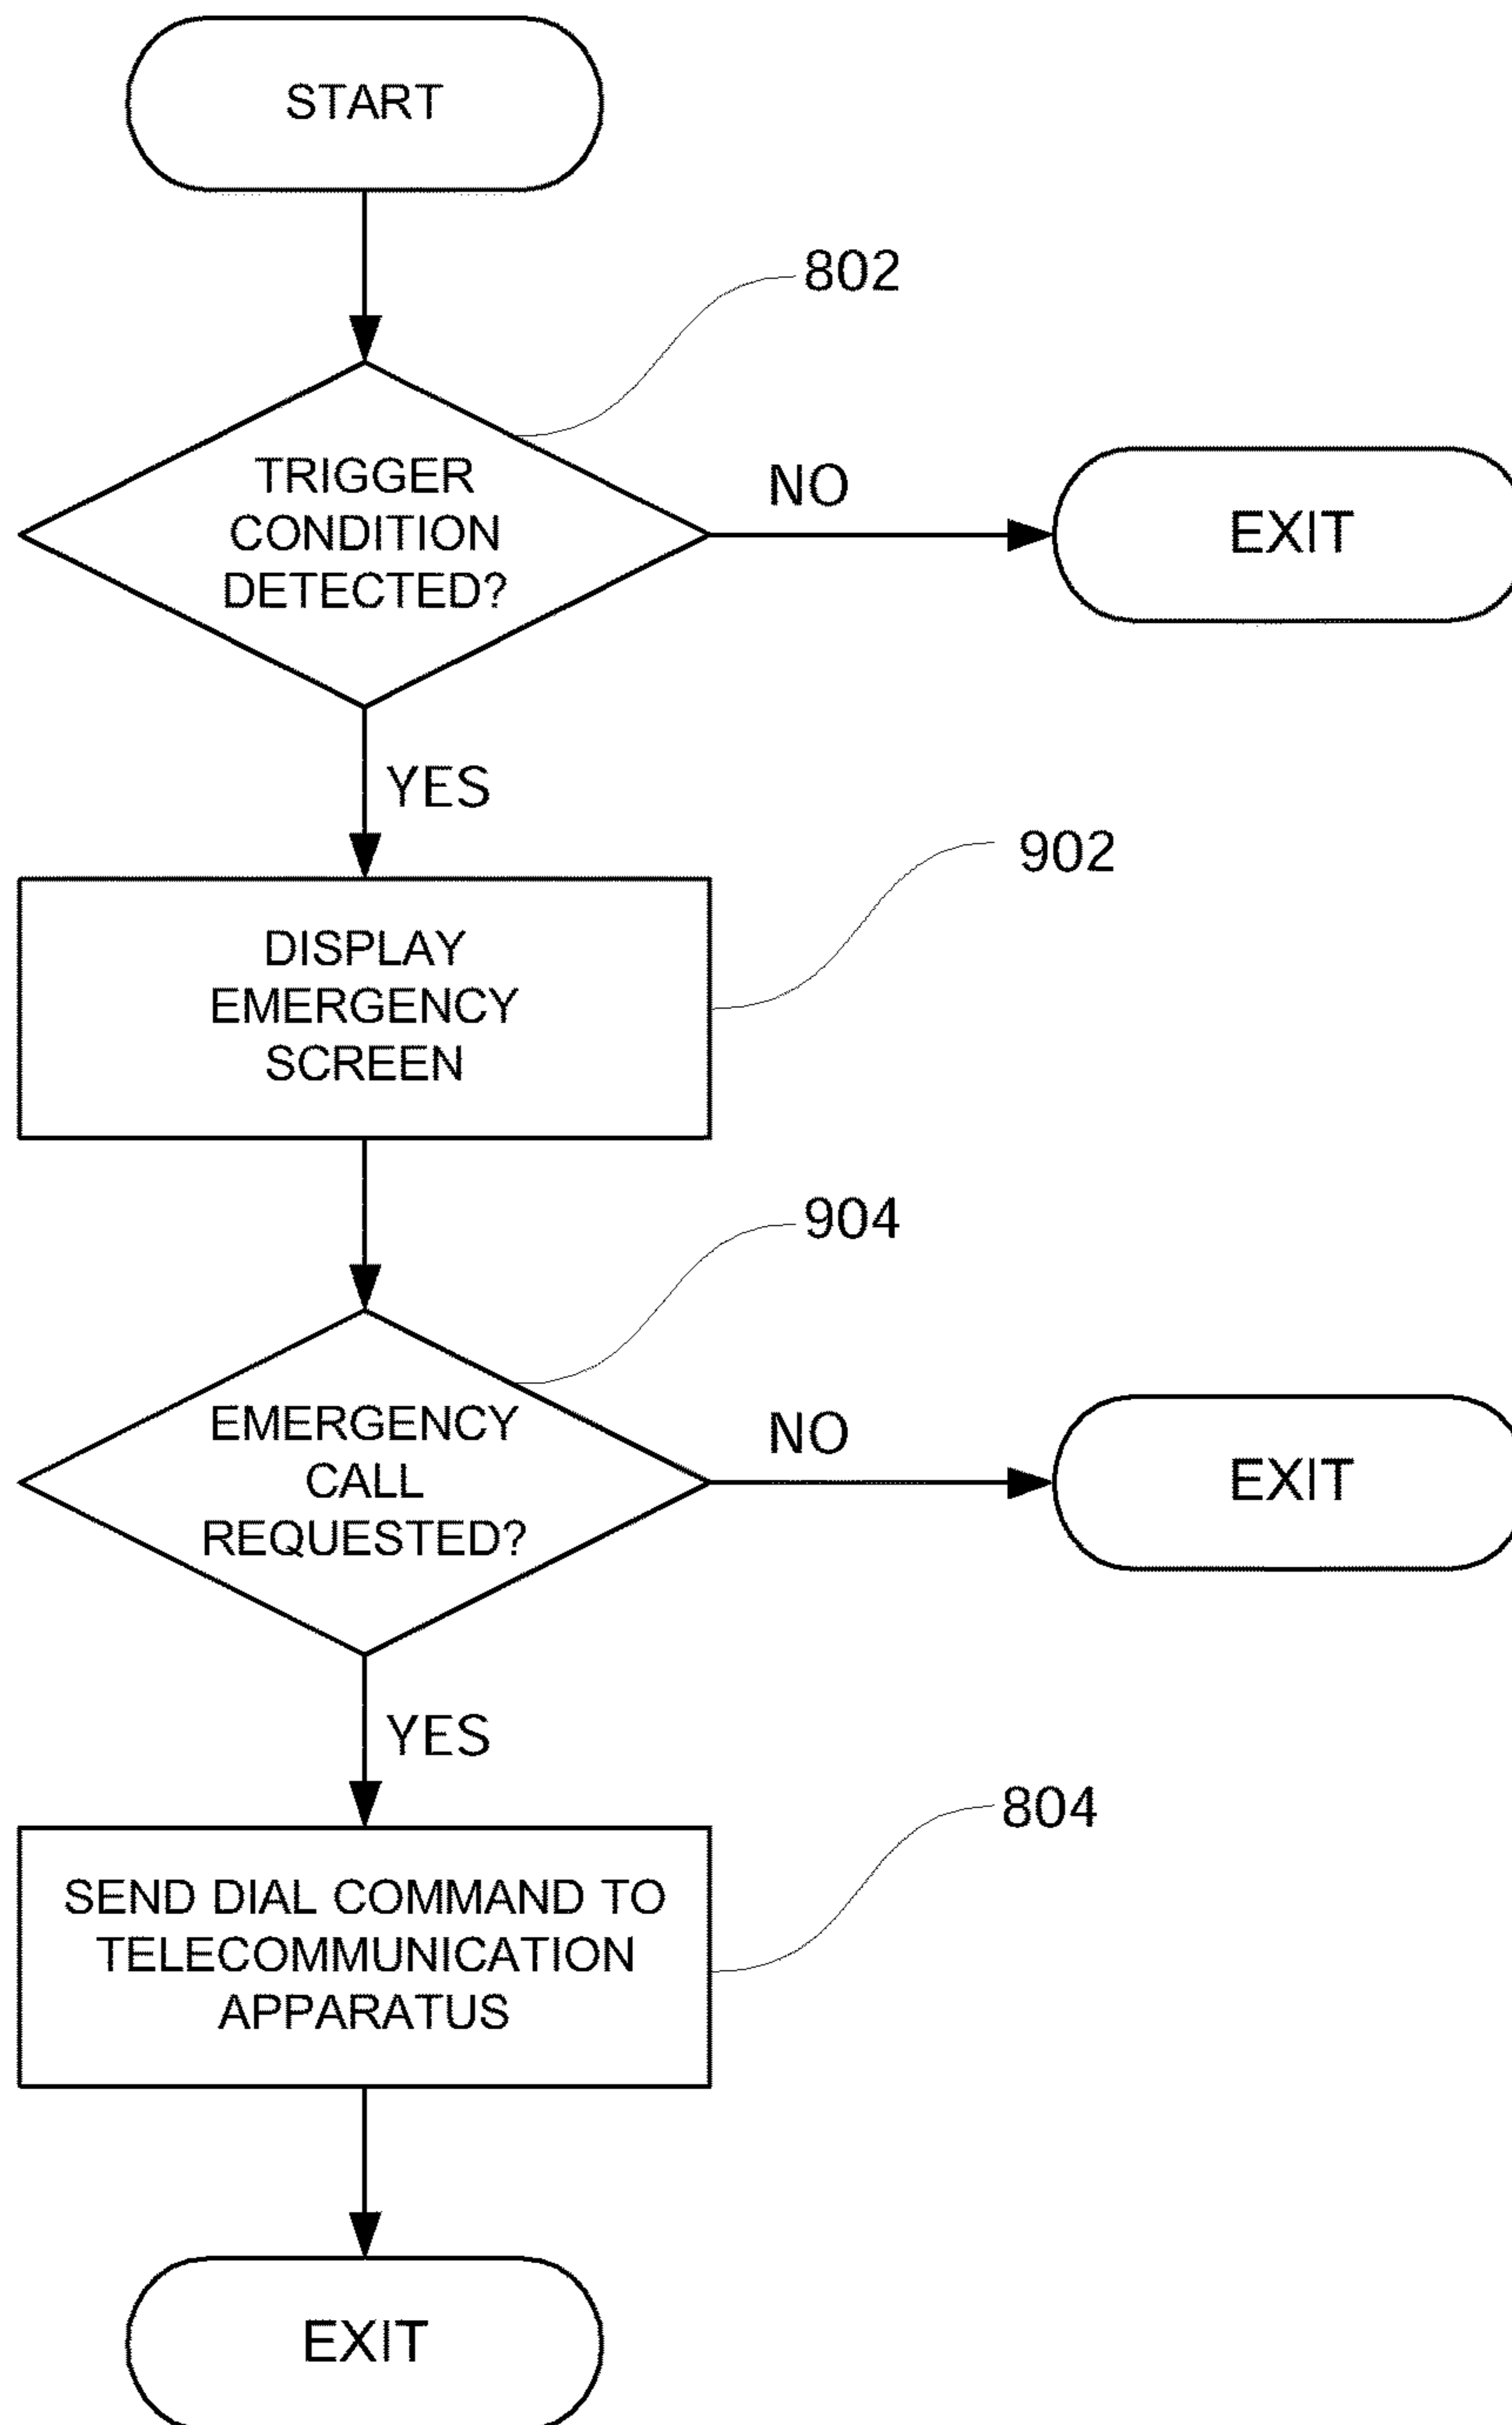 START
802
TRIGGER
CONDITION
DETECTED?
NO
EXIT
YES
902
DISPLAY
EMERGENCY
SCREEN
904
EMERGENCY
CALL
REQUESTED?
NO
EXIT
YES
804
SEND DIAL COMMAND TO
TELECOMMUNICATION
APPARATUS
EXIT